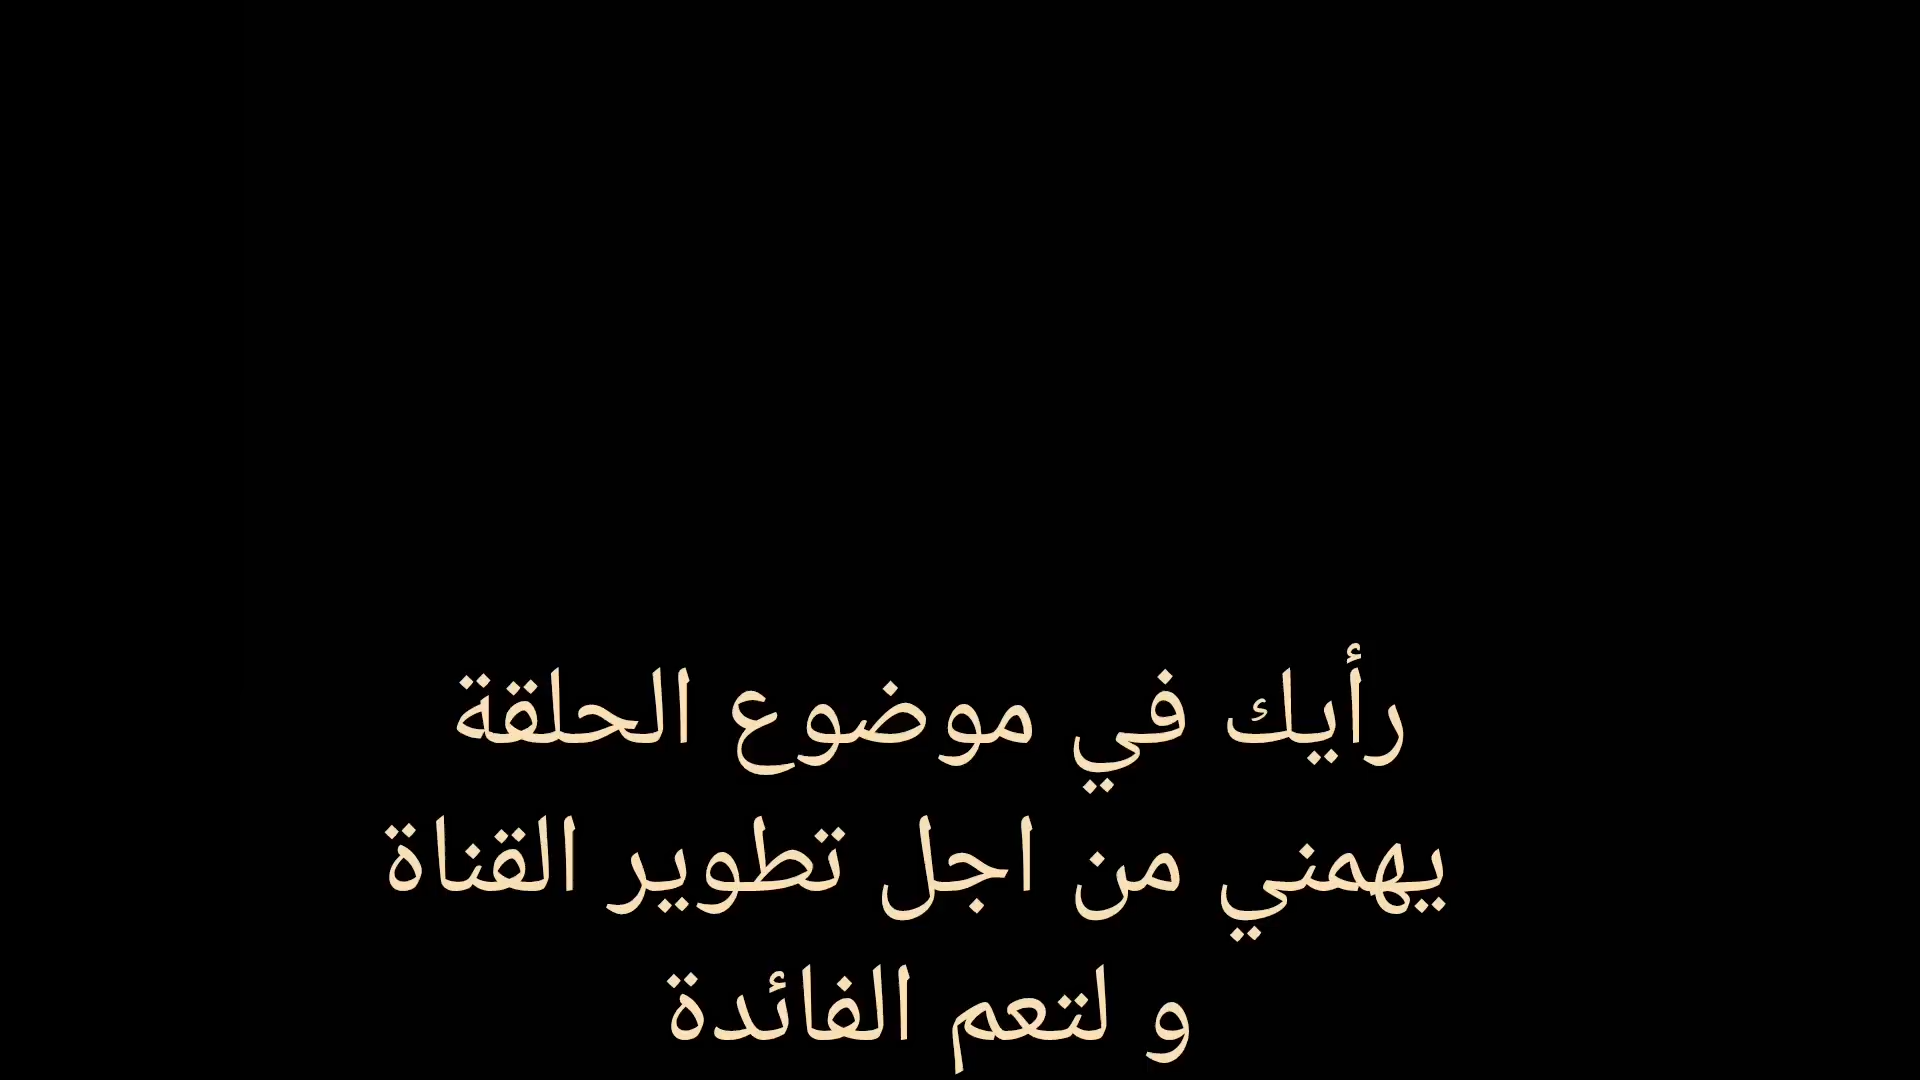 رأيك في موضوع الحلقة
يهمني من اجل تطوير القناة
و لتعم الفائدة